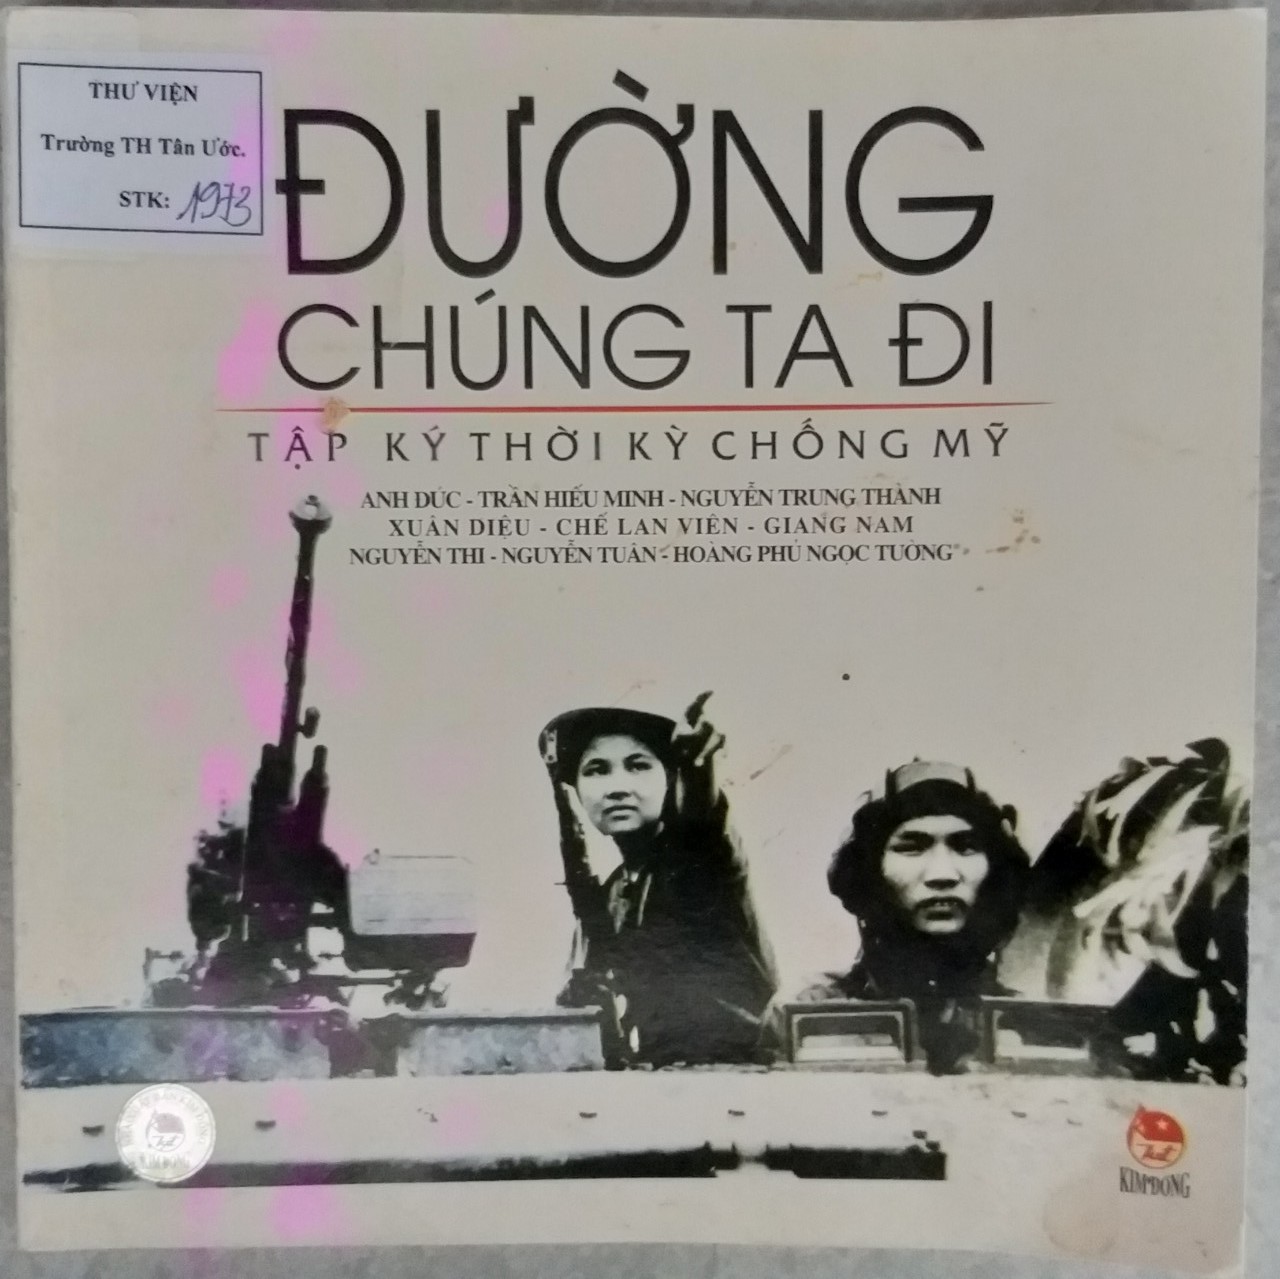 THƯ VIỆN
Trường TH Tân Ước.
STK: 1973
ĐƯỜNG
CHÚNG TA ĐI
TẬP KÝ THỜI KỲ CHỐNG MỸ
ANH ĐỨC - TRẦN HIẾU MINH - NGUYỄN TRUNG THÀNH
XUÂN DIỆU - CHẾ LAN VIÊN - GIANG NAM
NGUYỄN THI - NGUYỄN TUÂN - HOÀNG PHỦ NGỌC TƯỜNG
KIM ĐỒNG
KIM ĐỒNG